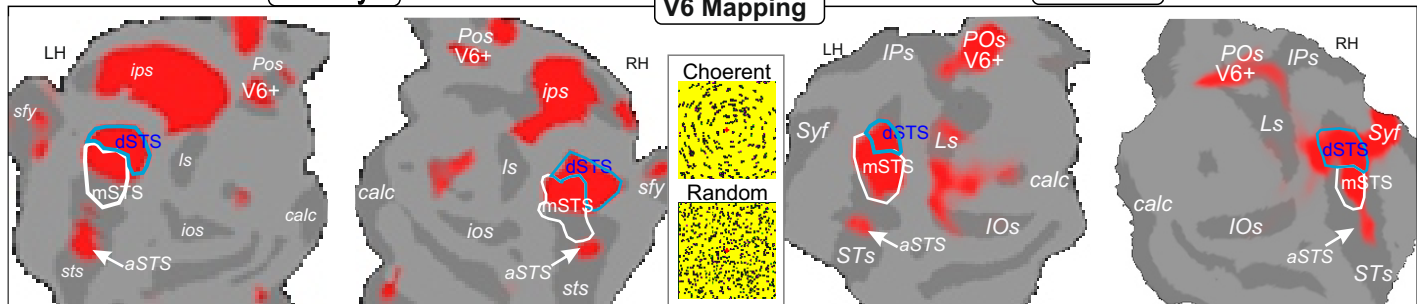 V6 Mapping
LH
ips
Pos
V6+
sfy
dSTS
ls
mSTS
calc
ios
aSTS
sts
Pos
V6+
RH
ips
ls
dSTS
sfy
calc
mSTS
ios
aSTS
sts
Choerent
Random
LH
IPs
POs
V6+
Syf
dSTS
Ls
mSTS
calc
IOs
aSTS
STs
POs
V6+
IPs
RH
Ls
Syf
dSTS
mSTS
calc
IOs
aSTS
STs